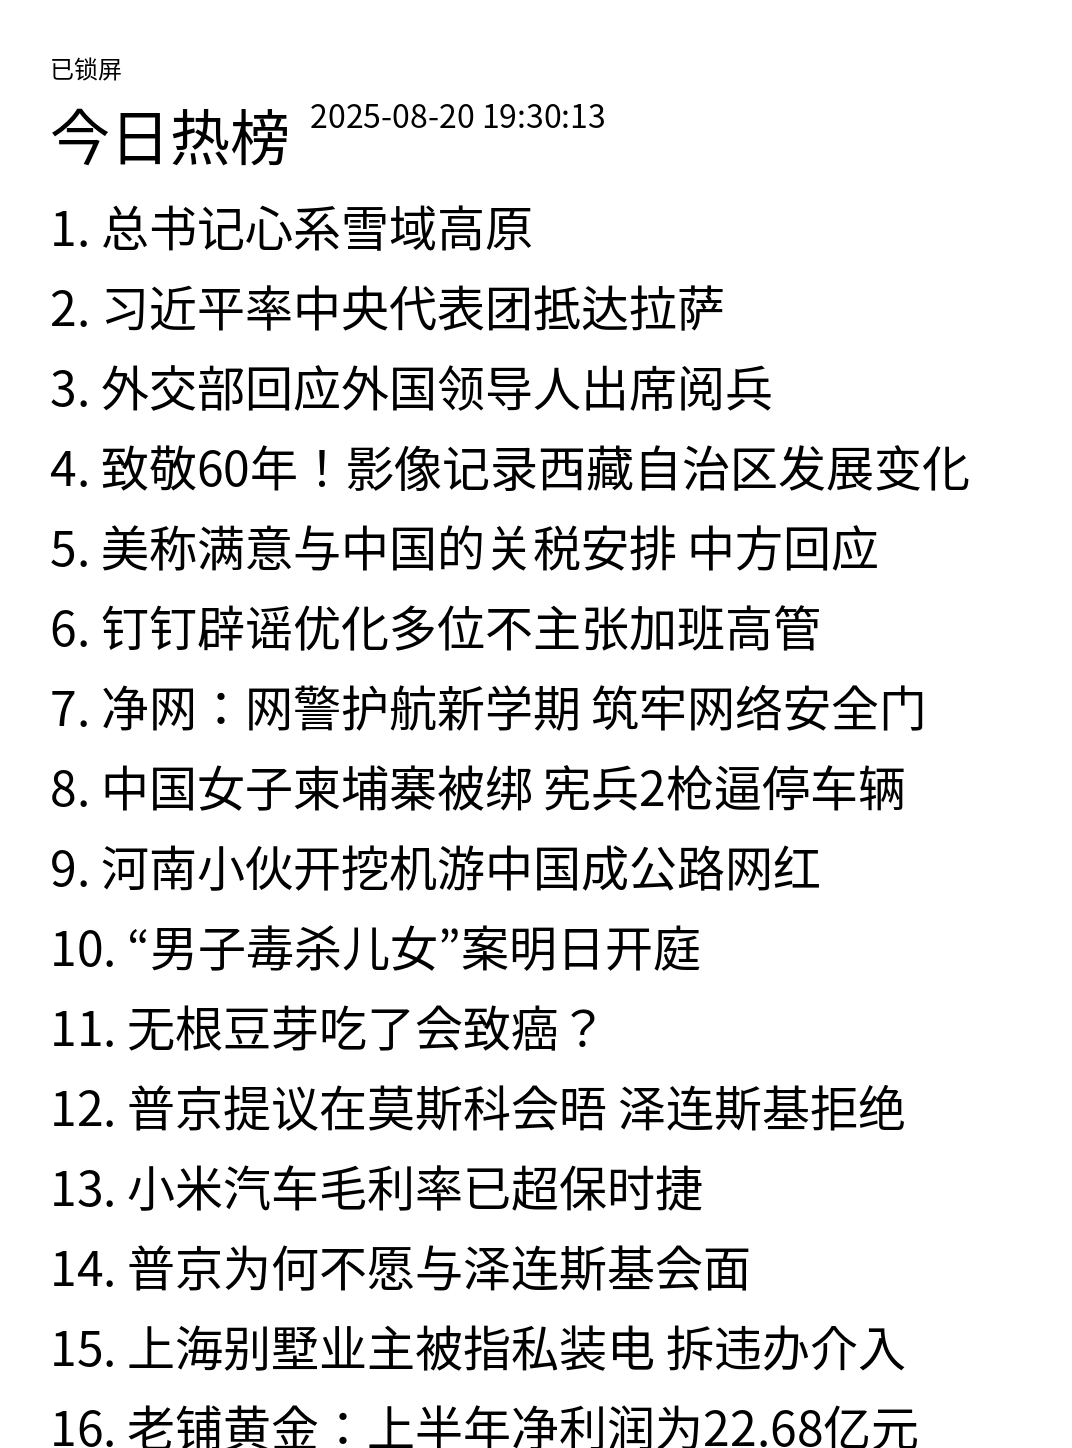 已锁屏
今日热榜 2025-08-20 19:30:13
1. 总书记心系雪域高原
2. 习近平率中央代表团抵达拉萨
3. 外交部回应外国领导人出席阅兵
4. 致敬60年！影像记录西藏自治区发展变化
5. 美称满意与中国的关税安排 中方回应
6. 钉钉辟谣优化多位不主张加班高管
7. 净网：网警护航新学期 筑牢网络安全门
8. 中国女子柬埔寨被绑 宪兵2枪逼停车辆
9. 河南小伙开挖机游中国成公路网红
10. “男子毒杀儿女”案明日开庭
11. 无根豆芽吃了会致癌？
12. 普京提议在莫斯科会晤 泽连斯基拒绝
13. 小米汽车毛利率已超保时捷
14. 普京为何不愿与泽连斯基会面
15. 上海别墅业主被指私装电 拆违办介入
16. 老铺黄金：上半年净利润为22.68亿元